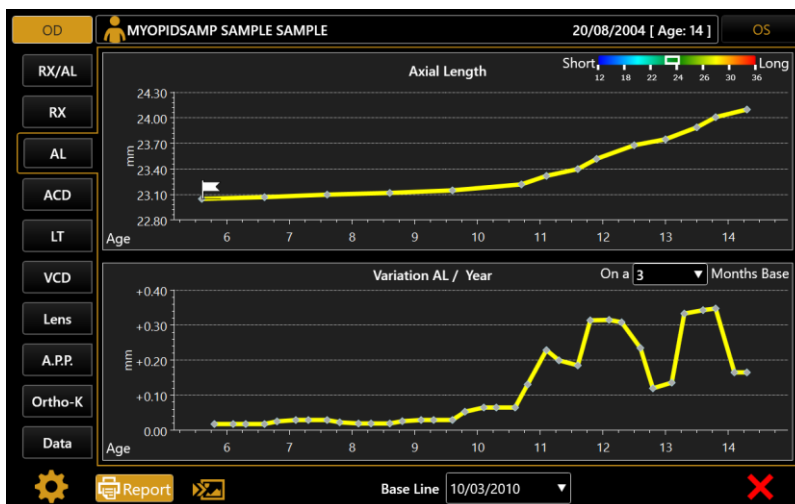 OD
MYOPIDSAMP SAMPLE SAMPLE
20/08/2004 [ Age: 14 ]
OS
RX/AL
RX
AL
ACD
LT
VCD
Lens
A.P.P.
Ortho-K
Data
Axial Length
Short Long
12 18 22 24 26 30 36
24.30
24.00
23.70
23.40
23.10
22.80
mm
Age 6 7 8 9 10 11 12 13 14
Variation AL / Year
On a 3 Months Base
+0.40
+0.30
+0.20
+0.10
0.00
mm
Age 6 7 8 9 10 11 12 13 14
Report
Base Line 10/03/2010